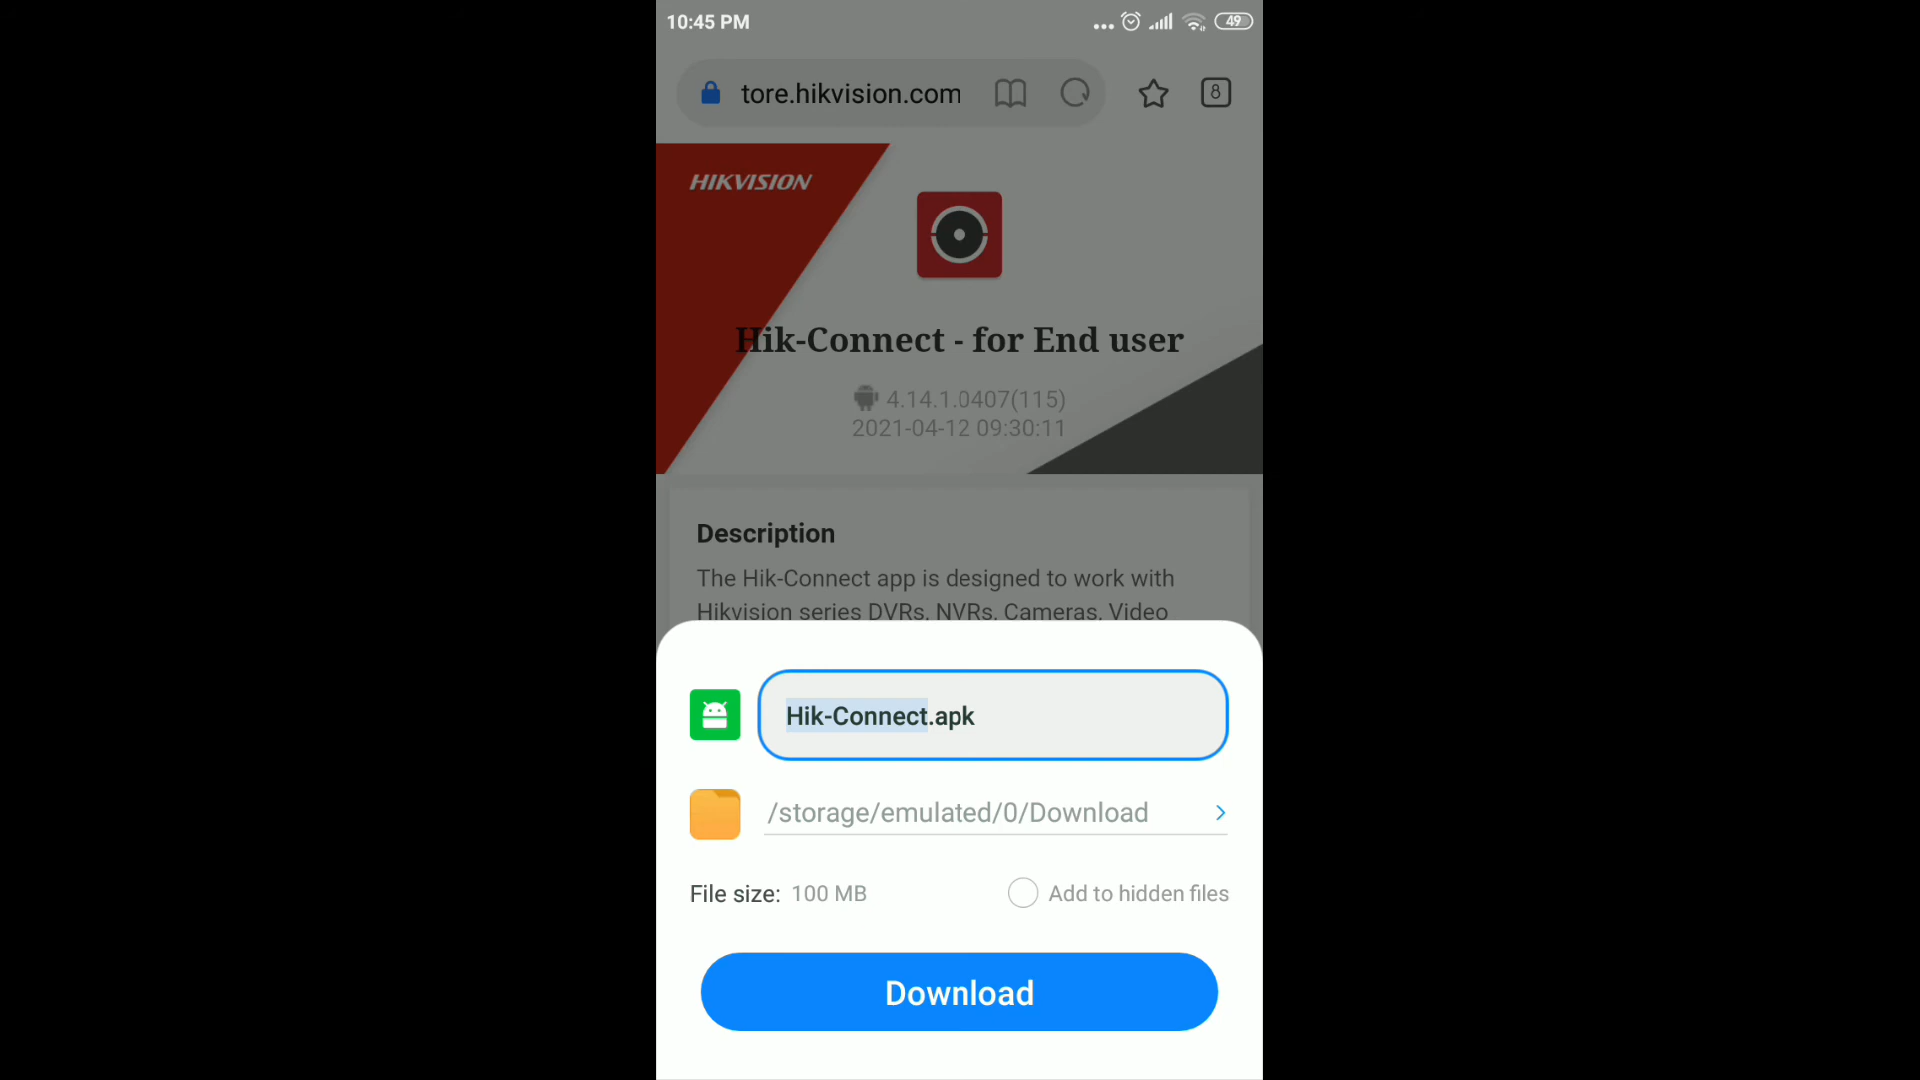 10:45 PM
49
tore.hikvision.com
8
HIKVISION
Hik-Connect - for End user
4.14.1.0407(115)
2021-04-12 09:30:11
Description
The Hik-Connect app is designed to work with
Hikvision series DVRs, NVRs, Cameras, Video
Hik-Connect.apk
/storage/emulated/0/Download
File size: 100 MB
Add to hidden files
Download